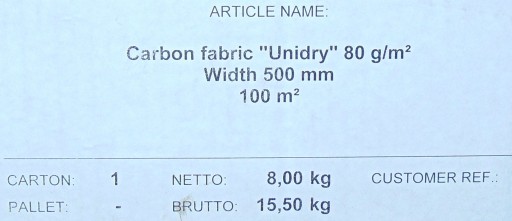 ARTICLE NAME:
Carbon fabric "Unidry" 80 g/m²
Width 500 mm
100 m²
CARTON: 1 NETTO: 8,00 kg CUSTOMER REF.:
PALLET: - BRUTTO: 15,50 kg